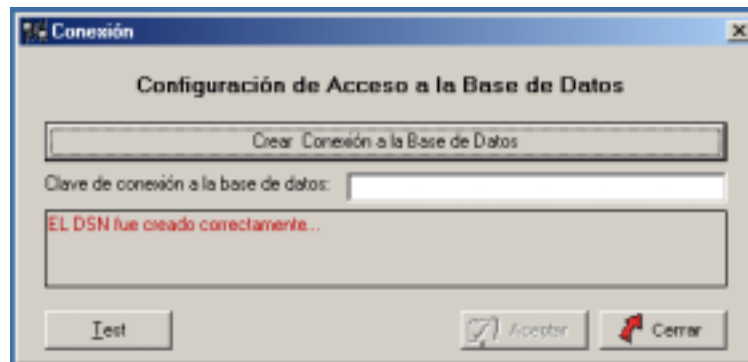 Conexión
Configuración de Acceso a la Base de Datos
Crear Conexión a la Base de Datos
Clave de conexión a la base de datos:
EL DSN fue creado correctamente...
Test Aceptar Cerrar